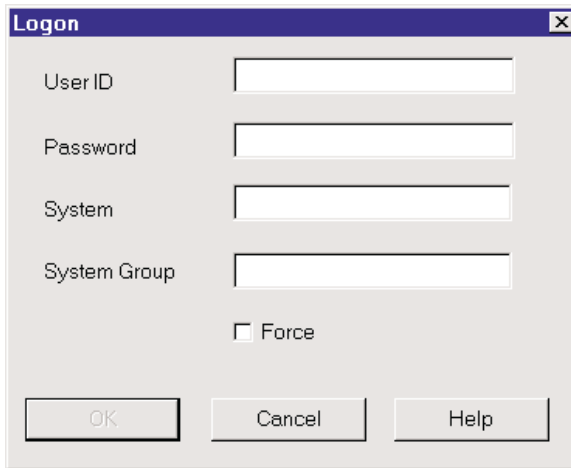 Logon
User ID
Password
System
System Group
Force
OK Cancel Help